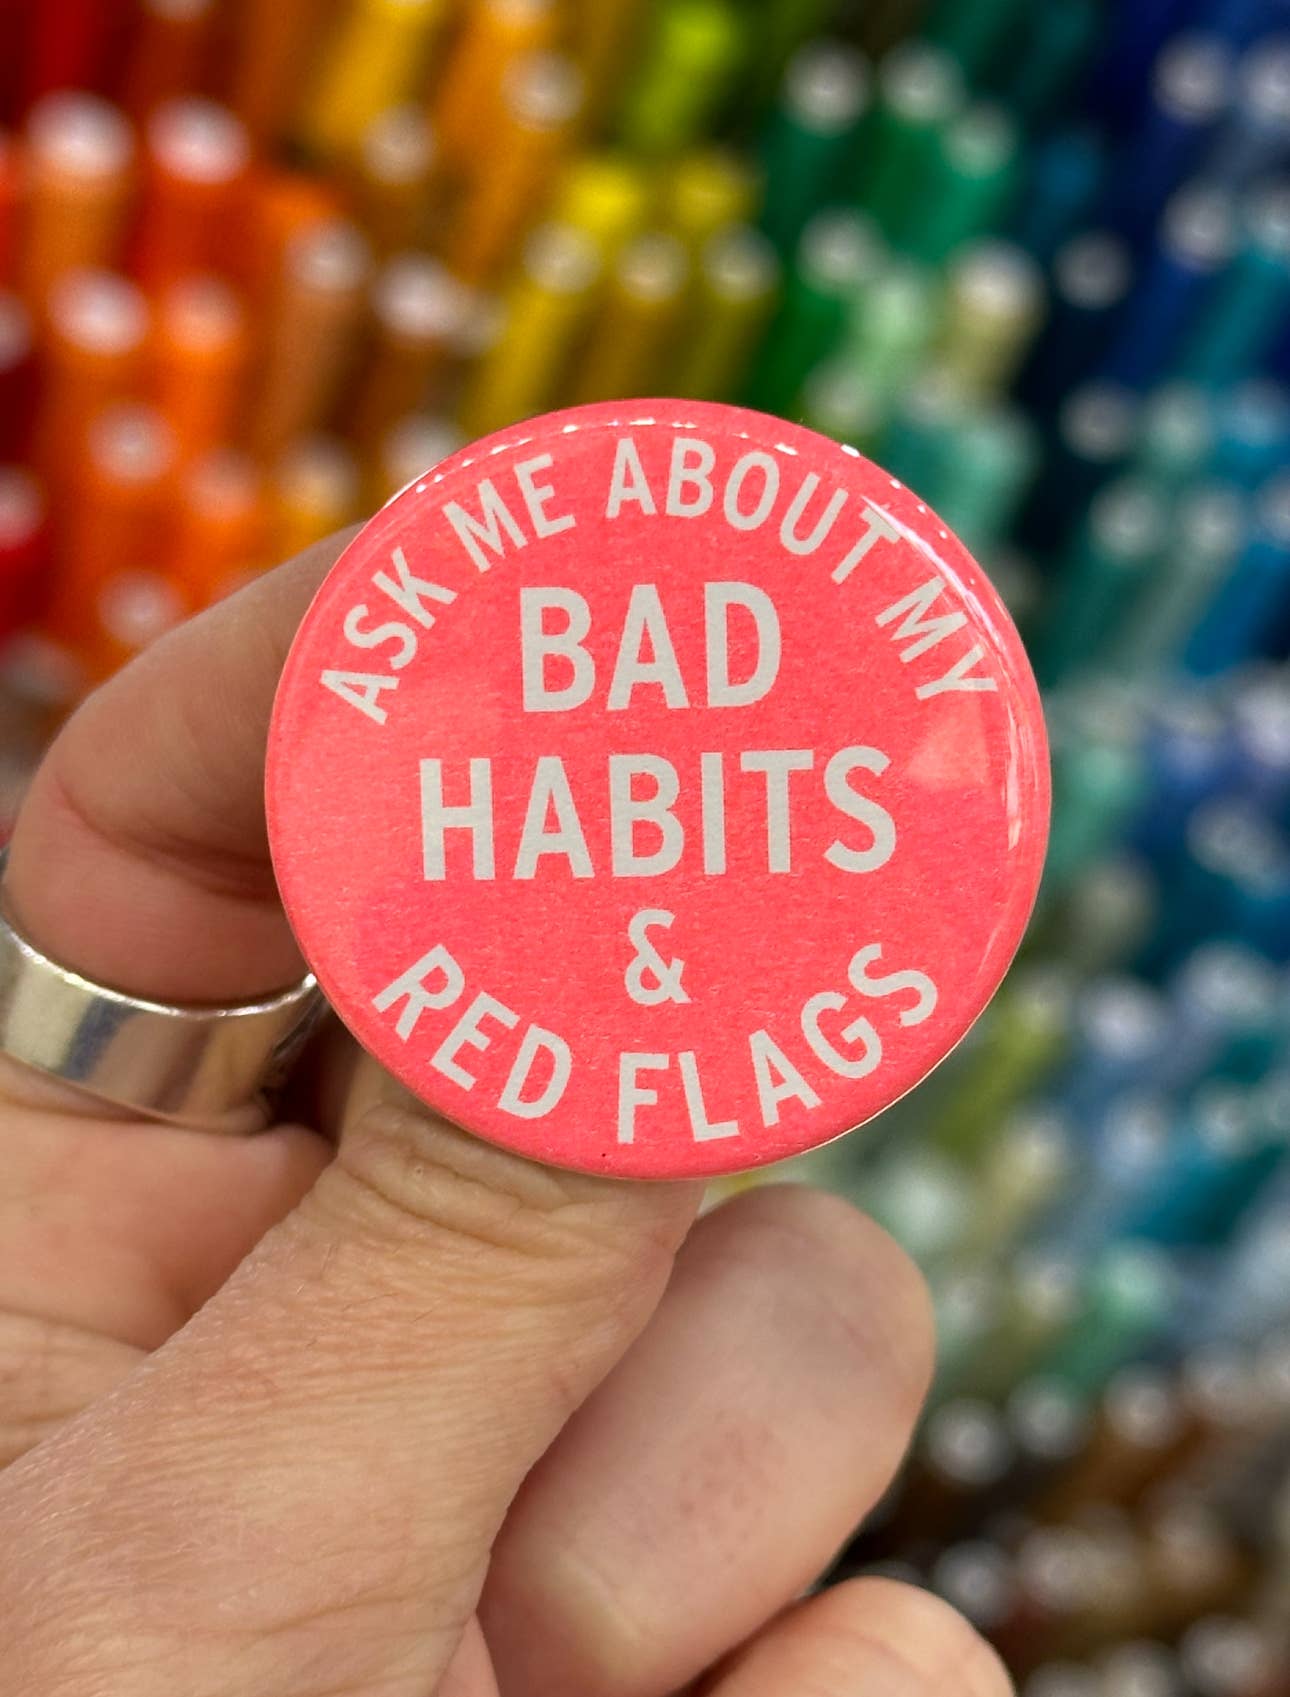 ASK ME ABOUT MY
BAD
HABITS
&
RED FLAGS